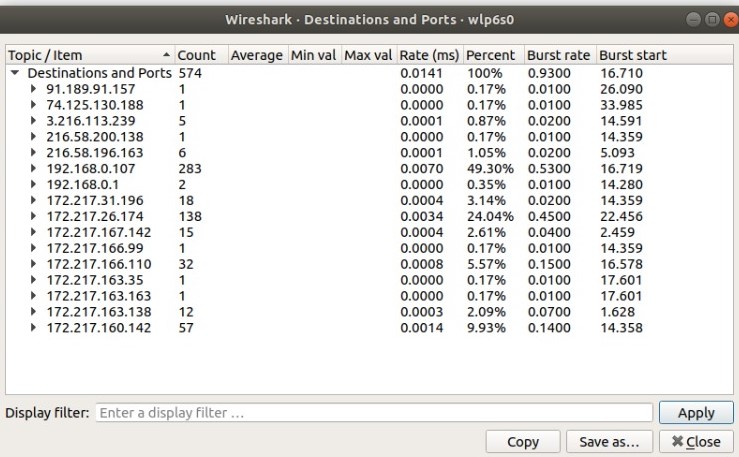 Wireshark · Destinations and Ports · wlp6s0
Topic / Item Count Average Min val Max val Rate (ms) Percent Burst rate Burst start
Destinations and Ports 574 0.0141 100% 0.9300 16.710
91.189.91.157 1 0.0000 0.17% 0.0100 26.090
74.125.130.188 1 0.0000 0.17% 0.0100 33.985
3.216.113.239 5 0.0001 0.87% 0.0200 14.591
216.58.200.138 1 0.0000 0.17% 0.0100 14.359
216.58.196.163 6 0.0001 1.05% 0.0200 5.093
192.168.0.107 283 0.0070 49.30% 0.5300 16.719
192.168.0.1 2 0.0000 0.35% 0.0100 14.280
172.217.31.196 18 0.0004 3.14% 0.0200 14.359
172.217.26.174 138 0.0034 24.04% 0.4500 22.456
172.217.167.142 15 0.0004 2.61% 0.0400 2.459
172.217.166.99 1 0.0000 0.17% 0.0100 14.359
172.217.166.110 32 0.0008 5.57% 0.1500 16.578
172.217.163.35 1 0.0000 0.17% 0.0100 17.601
172.217.163.163 1 0.0000 0.17% 0.0100 17.601
172.217.163.138 12 0.0003 2.09% 0.0700 1.628
172.217.160.142 57 0.0014 9.93% 0.1400 14.358
Display filter: Enter a display filter … Apply
Copy Save as… Close